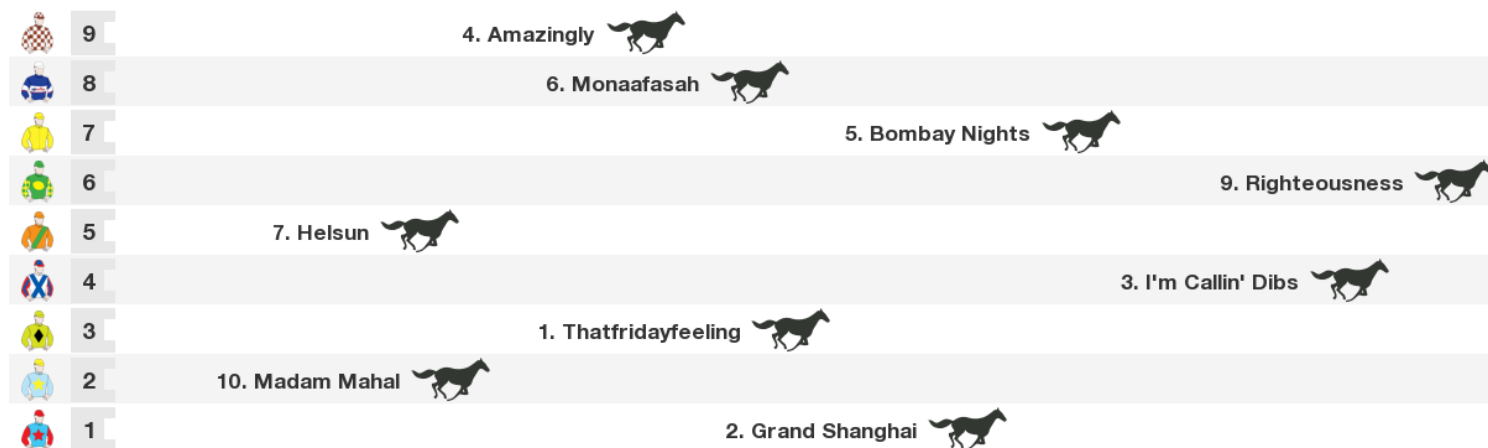 9 4. Amazingly
8 6. Monaafasah
7 5. Bombay Nights
6 9. Righteousness
5 7. Helsun
4 3. I'm Callin' Dibs
3 1. Thatfridayfeeling
2 10. Madam Mahal
1 2. Grand Shanghai